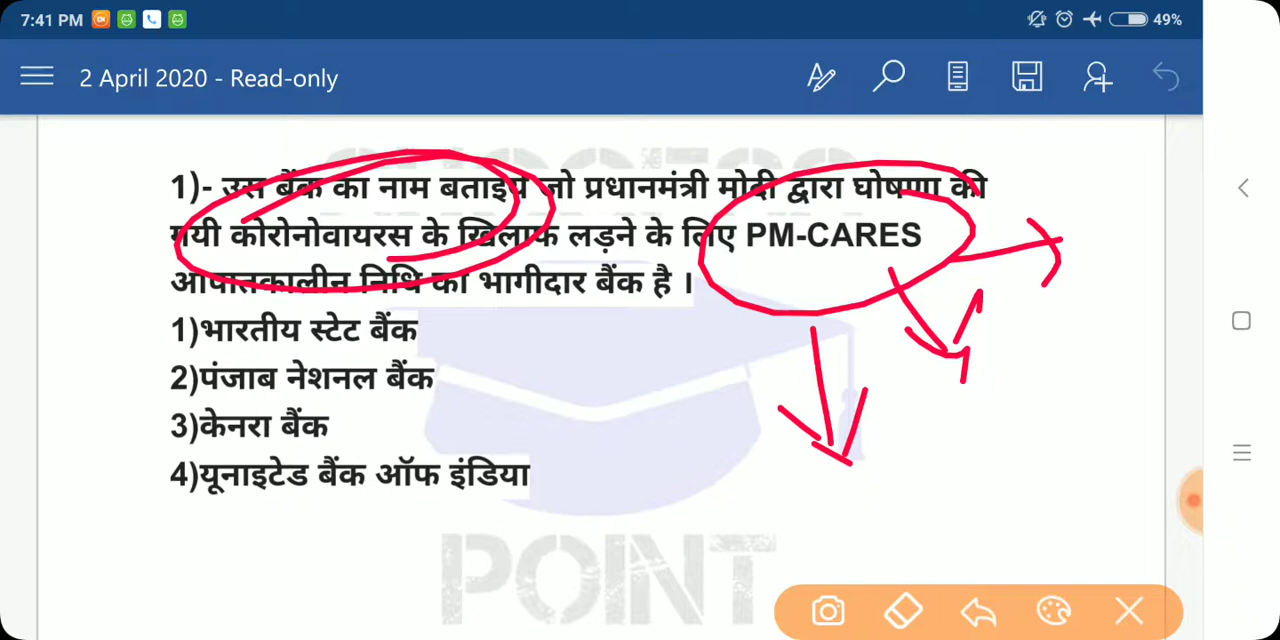 7:41 PM
49%
2 April 2020 - Read-only
1)- उस बैंक का नाम बताइये जो प्रधानमंत्री मोदी द्वारा घोषणा की
गयी कोरोनोवायरस के खिलाफ लड़ने के लिए PM-CARES
आपातकालीन निधि का भागीदार बैंक है ।
1)भारतीय स्टेट बैंक
2)पंजाब नेशनल बैंक
3)केनरा बैंक
4)यूनाइटेड बैंक ऑफ इंडिया
POINT